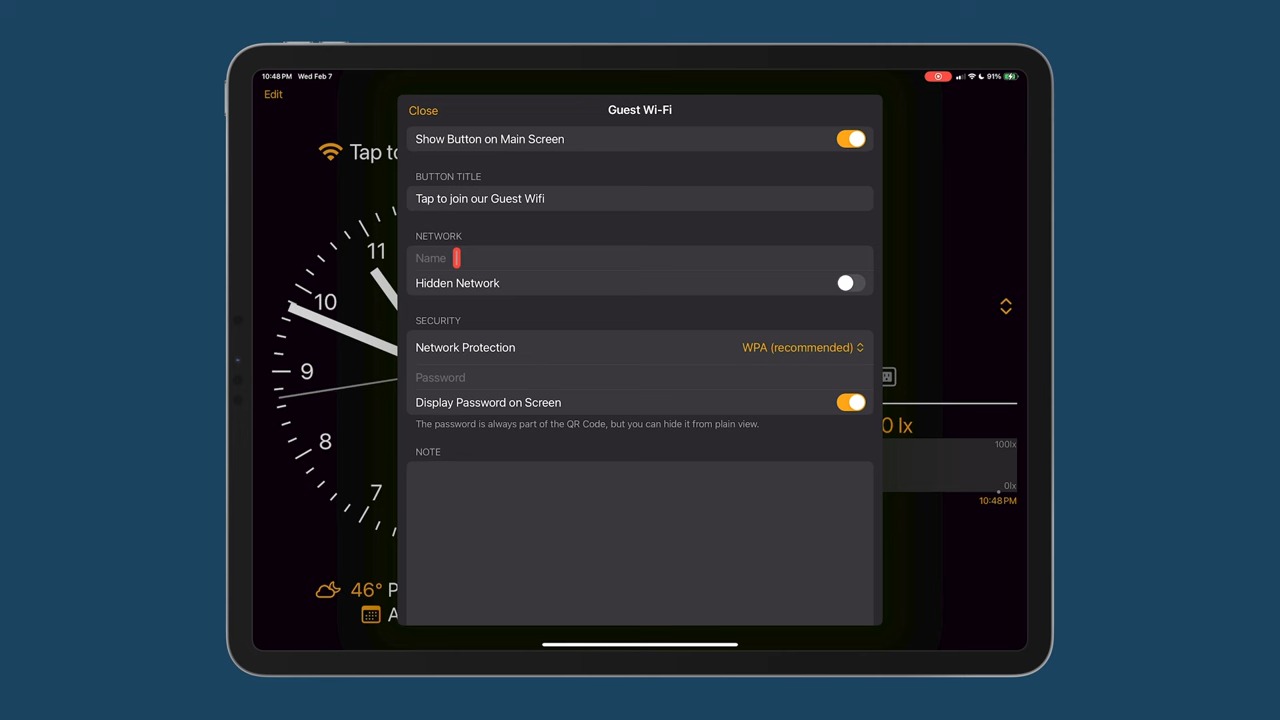 10:48 PM Wed Feb 7
91%
Edit
Close
Guest Wi-Fi
Show Button on Main Screen
BUTTON TITLE
Tap to join our Guest Wifi
NETWORK
Name
Hidden Network
SECURITY
Network Protection
WPA (recommended)
Password
Display Password on Screen
The password is always part of the QR Code, but you can hide it from plain view.
NOTE
Tap to
11
10
9
8
7
46° P
A
0 lx
100lx
0lx
10:48 PM